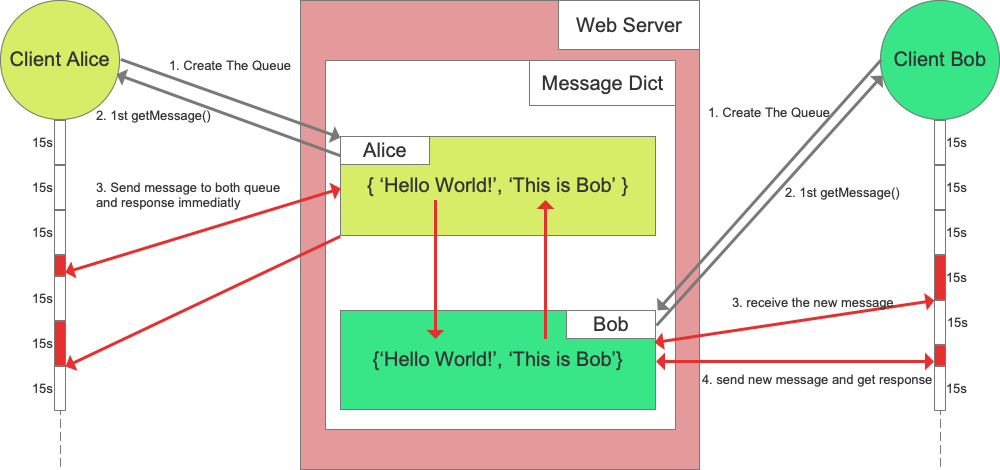 Web Server
Client Alice
Client Bob
1. Create The Queue
Message Dict
2. 1st getMessage()
1. Create The Queue
15s
15s
Alice
15s
15s
{ ‘Hello World!’, ‘This is Bob’ }
3. Send message to both queue
and response immediatly
2. 1st getMessage()
15s
15s
15s
15s
15s
3. receive the new message
Bob
15s
15s
15s
{‘Hello World!’, ‘This is Bob’}
4. send new message and get response
15s
15s